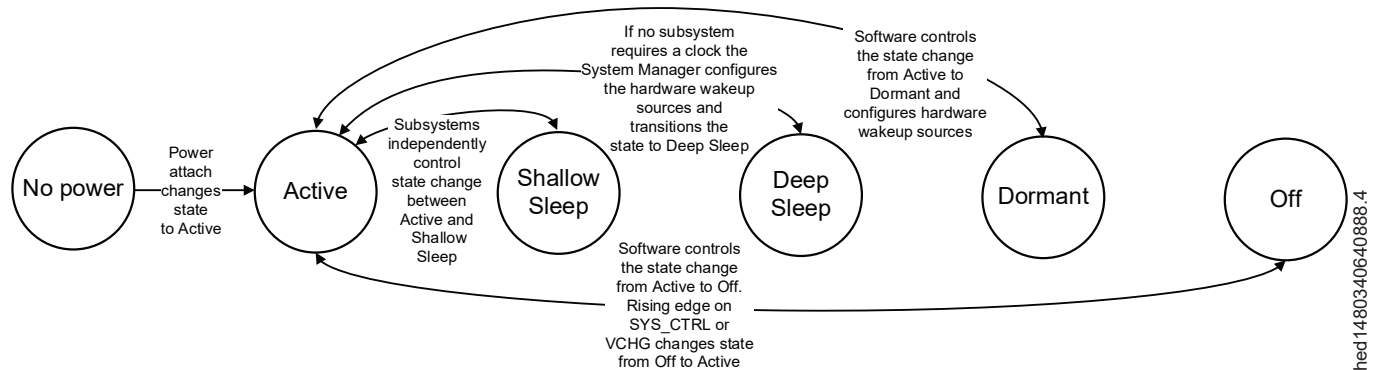 No power
Power
attach
changes
state
to Active
Active
Subsystems
independently
control
state change
between
Active and
Shallow
Sleep
Shallow
Sleep
If no subsystem
requires a clock the
System Manager configures
the hardware wakeup
sources and
transitions the
state to Deep Sleep
Deep
Sleep
Software controls
the state change
from Active to
Dormant and
configures hardware
wakeup sources
Dormant
Software controls
the state change
from Active to Off.
Rising edge on
SYS_CTRL or
VCHG changes state
from Off to Active
Off
hed1480340640888.4